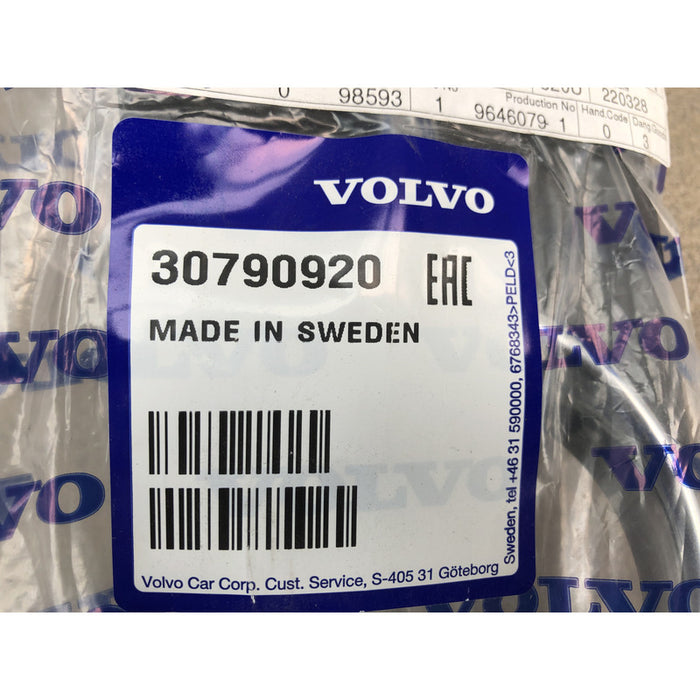 0 98593 1 220328
Production No Hand.Code
9646079 1 0 3
VOLVO
30790920 EAC
MADE IN SWEDEN
Volvo Car Corp. Cust. Service, S-405 31 Göteborg
Sweden, tel +46 31 590000, 6768343>PELD<3
VOLVO
VOLVO
VOLVO
VOLVO